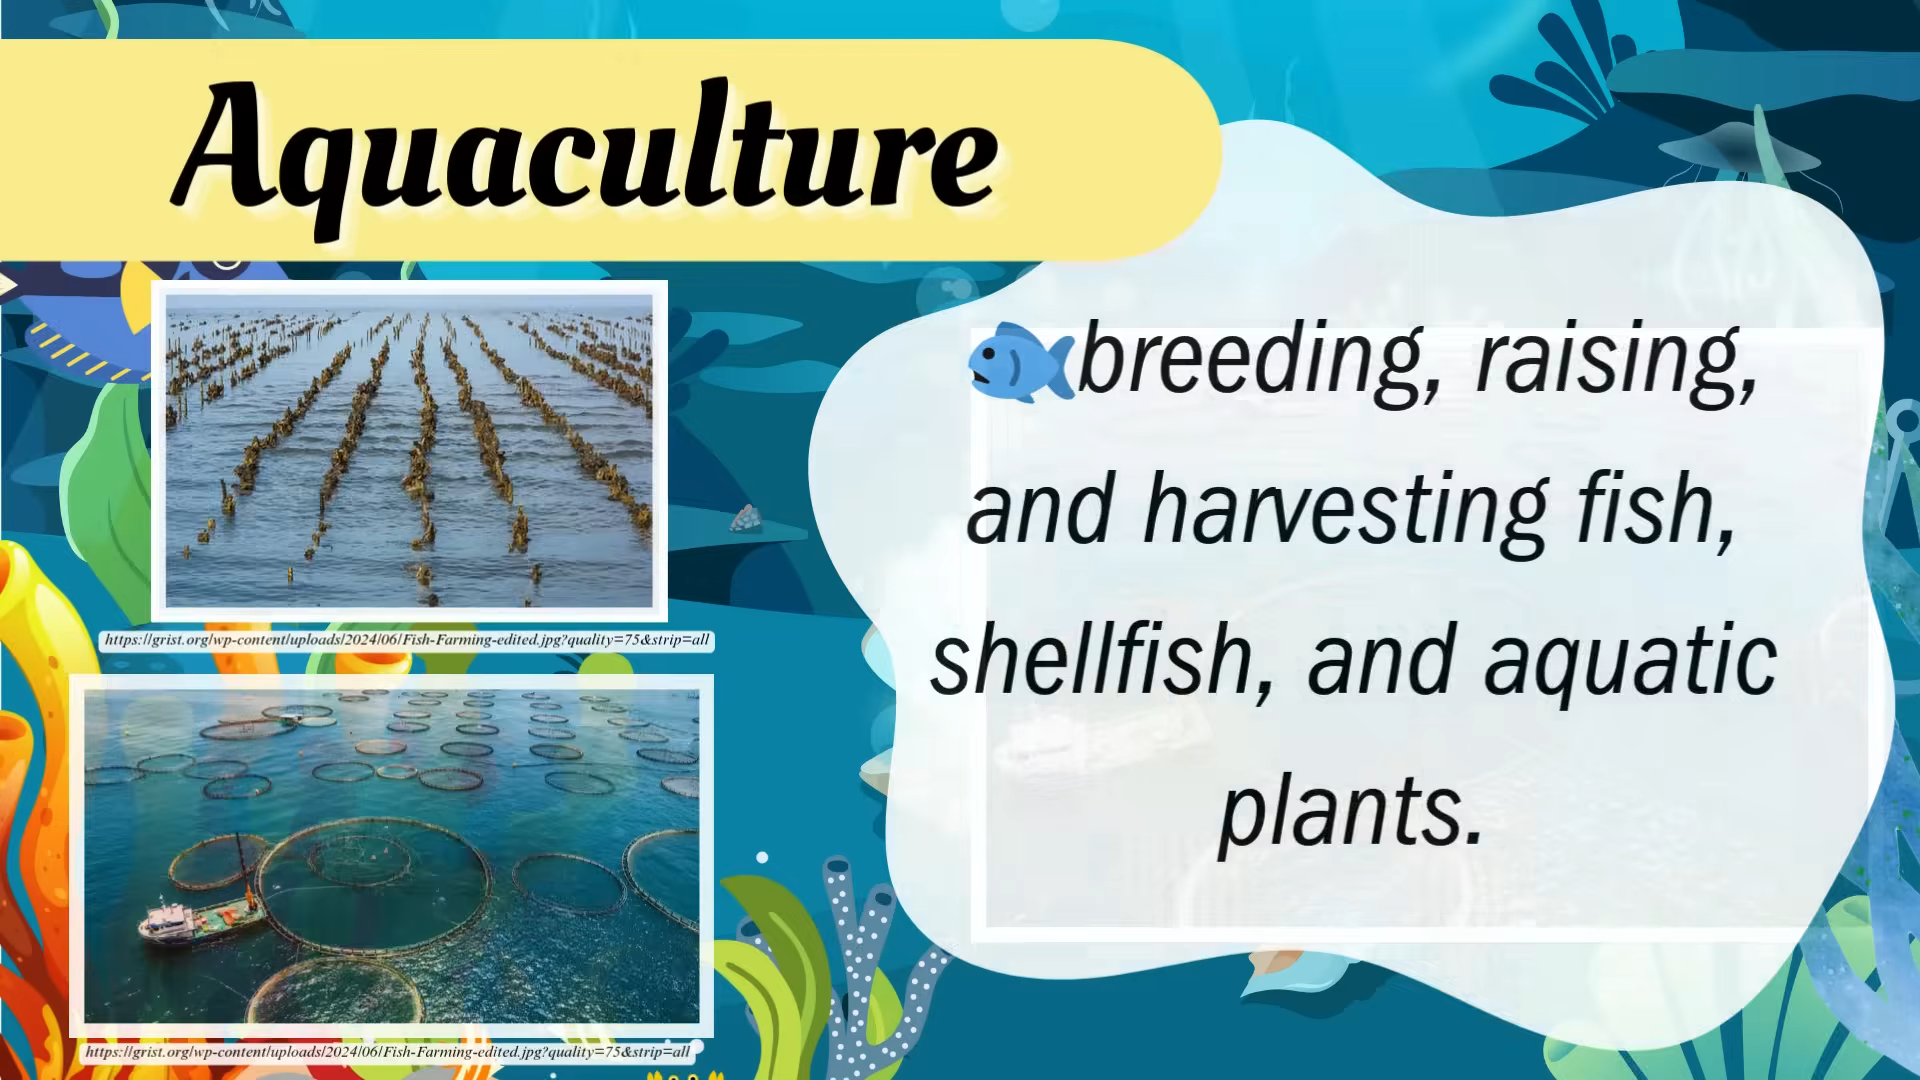 Aquaculture
breeding, raising,
and harvesting fish,
shellfish, and aquatic
plants.
https://grist.org/wp-content/uploads/2024/06/Fish-Farming-edited.jpg?quality=75&strip=all
https://grist.org/wp-content/uploads/2024/06/Fish-Farming-edited.jpg?quality=75&strip=all